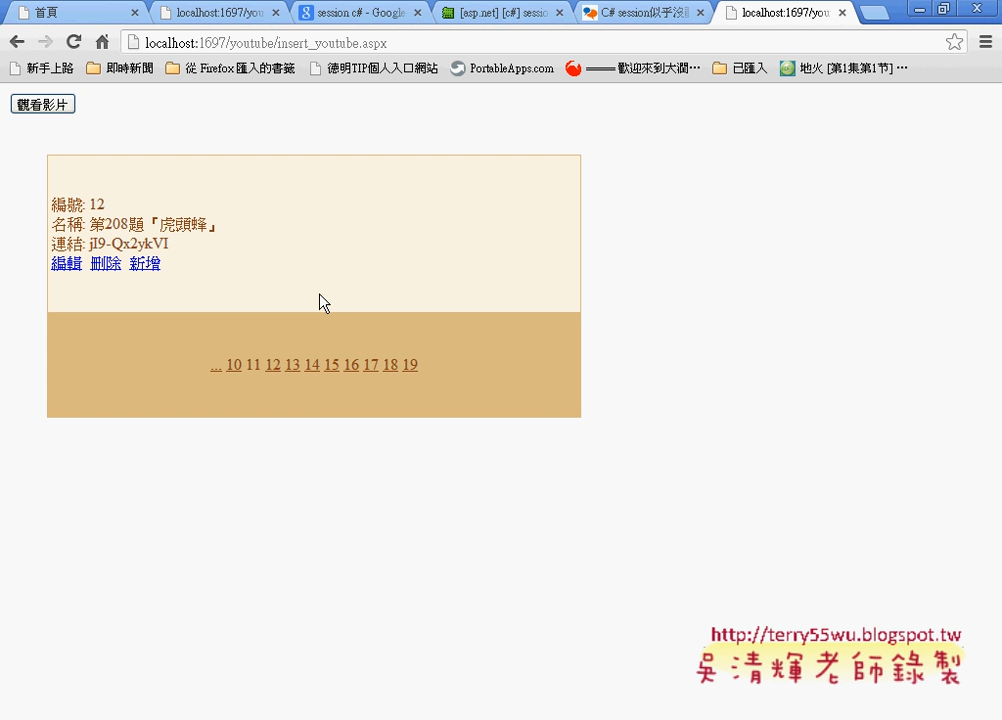 首頁
localhost:1697/you
session c# - Google
[asp.net] [c#] sessio
C# session似乎沒
localhost:1697/you
localhost:1697/youtube/insert_youtube.aspx
新手上路
即時新聞
從 Firefox 匯入的書籤
德明TIP個人入口網站
PortableApps.com
═══歡迎來到大澗…
已匯入
地火 [第1集第1节] …
觀看影片
編號: 12
名稱: 第208題『虎頭蜂』
連結: jI9-Qx2ykVI
編輯 刪除 新增
... 10 11 12 13 14 15 16 17 18 19
http://terry55wu.blogspot.tw
吳清輝老師錄製